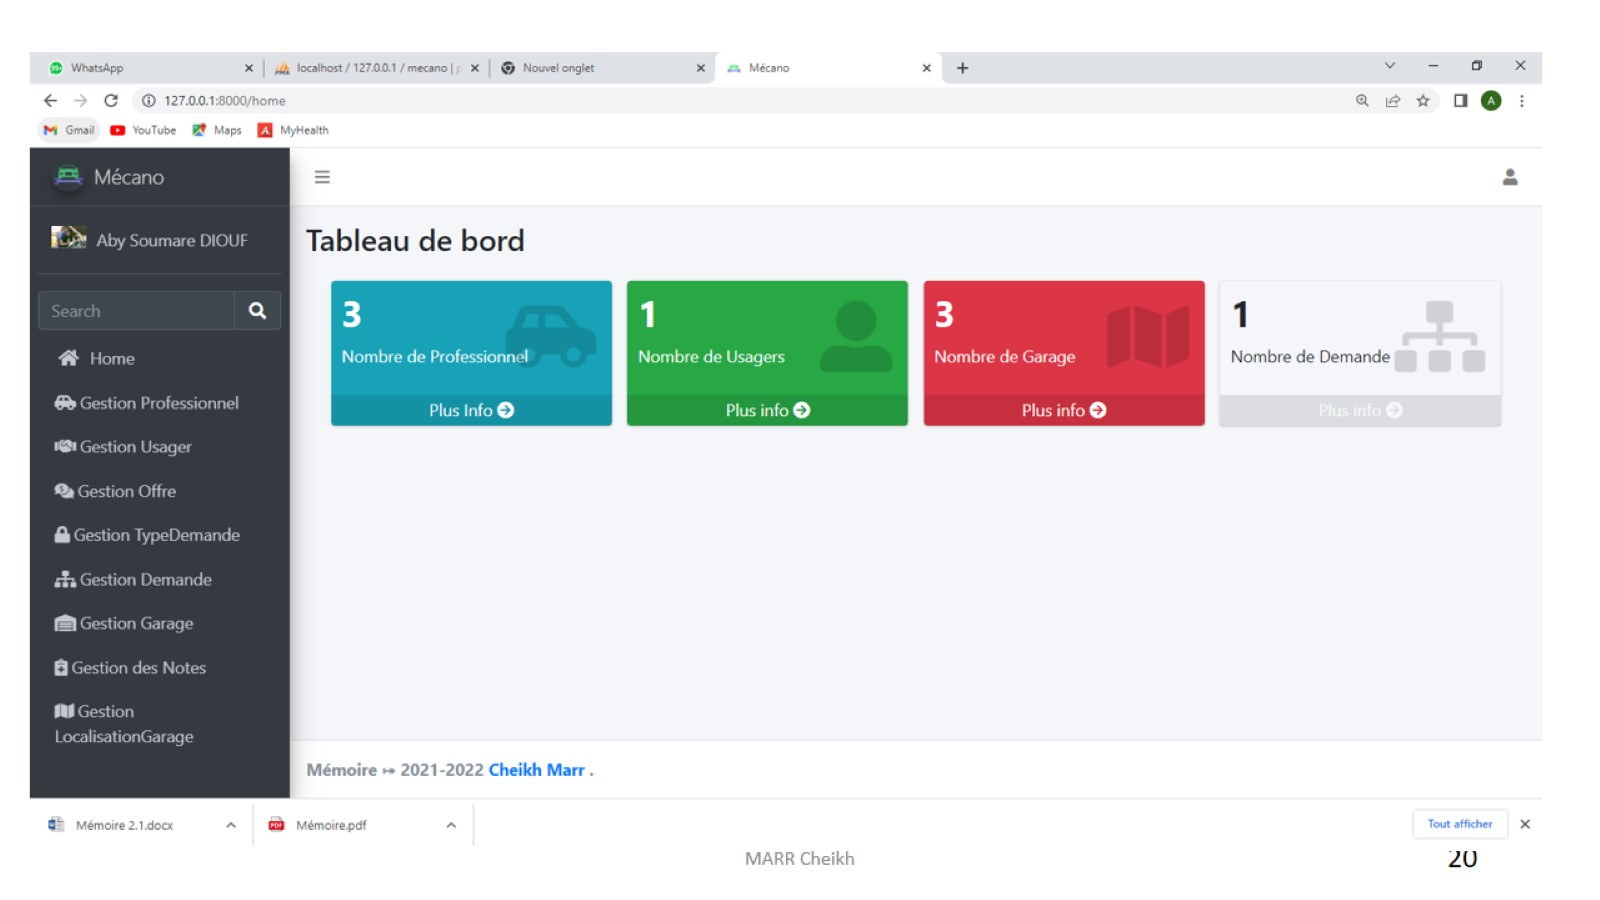 WhatsApp
localhost / 127.0.0.1 / mecano |
Nouvel onglet
Mécano
127.0.0.1:8000/home
A
Gmail
YouTube
Maps
MyHealth
Mécano
Aby Soumare DIOUF
Search
Home
Gestion Professionnel
Gestion Usager
Gestion Offre
Gestion TypeDemande
Gestion Demande
Gestion Garage
Gestion des Notes
Gestion
LocalisationGarage
Tableau de bord
3
Nombre de Professionnel
Plus Info
1
Nombre de Usagers
Plus info
3
Nombre de Garage
Plus info
1
Nombre de Demande
Plus info
Mémoire ↦ 2021-2022 Cheikh Marr .
Mémoire 2.1.docx
Mémoire.pdf
Tout afficher
MARR Cheikh
20